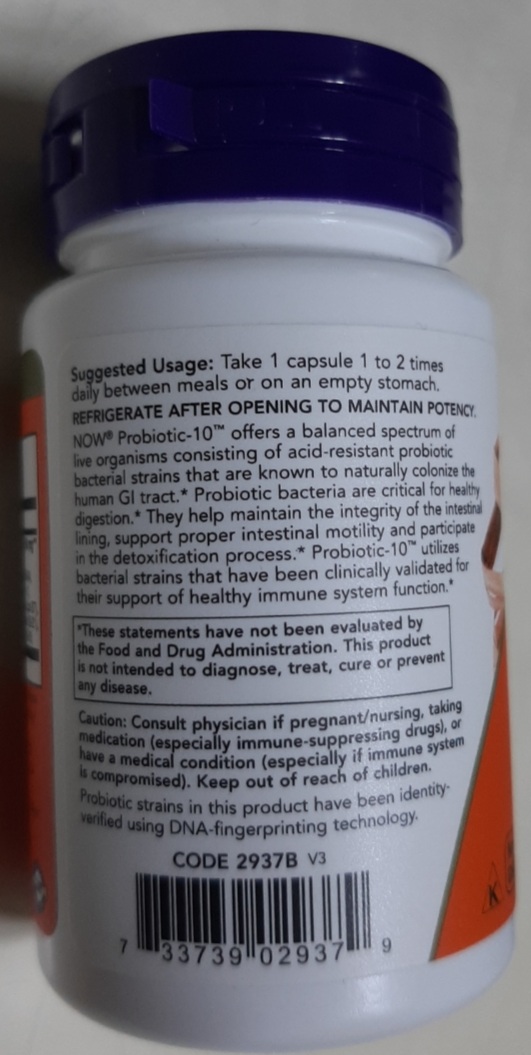 Suggested Usage: Take 1 capsule 1 to 2 times
daily between meals or on an empty stomach.
REFRIGERATE AFTER OPENING TO MAINTAIN POTENCY.
NOW® Probiotic-10™ offers a balanced spectrum of
live organisms consisting of acid-resistant probiotic
bacterial strains that are known to naturally colonize the
human GI tract.* Probiotic bacteria are critical for healthy
digestion.* They help maintain the integrity of the intestinal
lining, support proper intestinal motility and participate
in the detoxification process.* Probiotic-10™ utilizes
bacterial strains that have been clinically validated for
their support of healthy immune system function.*
*These statements have not been evaluated by
the Food and Drug Administration. This product
is not intended to diagnose, treat, cure or prevent
any disease.
Caution: Consult physician if pregnant/nursing, taking
medication (especially immune-suppressing drugs), or
have a medical condition (especially if immune system
is compromised). Keep out of reach of children.
Probiotic strains in this product have been identity-
verified using DNA-fingerprinting technology.
CODE 2937B V3
7 33739 02937 9
K